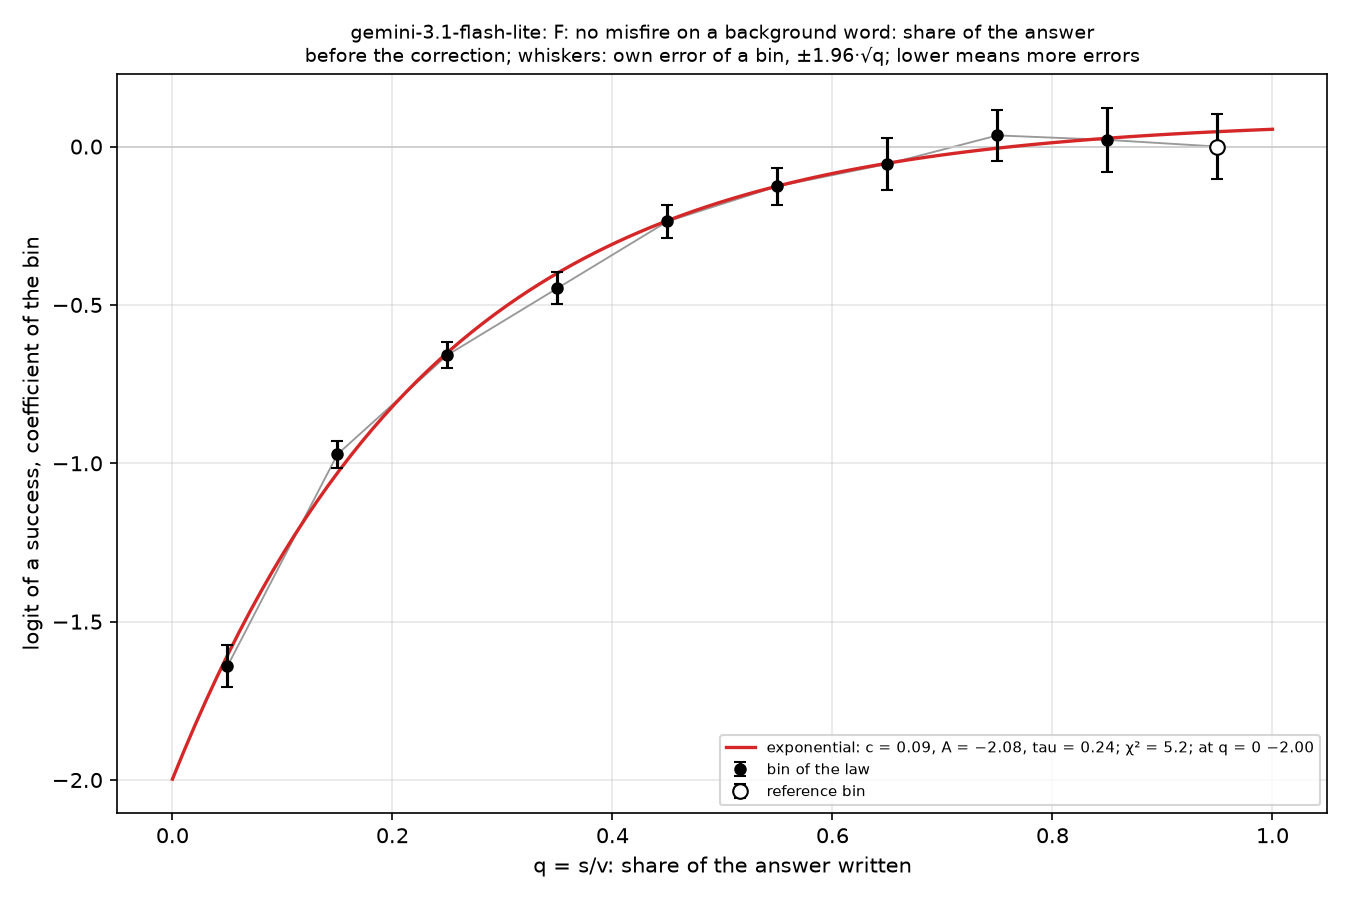 gemini-3.1-flash-lite: F: no misfire on a background word: share of the answer
before the correction; whiskers: own error of a bin, ±1.96·√q; lower means more errors
logit of a success, coefficient of the bin
0.0
−0.5
−1.0
−1.5
−2.0
exponential: c = 0.09, A = −2.08, tau = 0.24; χ² = 5.2; at q = 0 −2.00
bin of the law
reference bin
0.0
0.2
0.4
0.6
0.8
1.0
q = s/v: share of the answer written